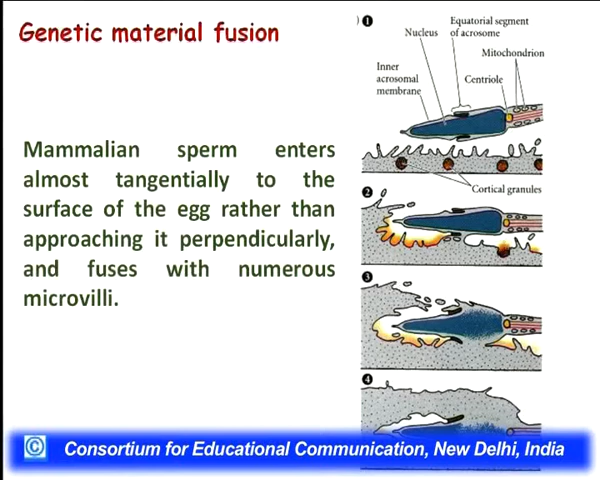 Genetic material fusion
Mammalian sperm enters
almost tangentially to the
surface of the egg rather than
approaching it perpendicularly,
and fuses with numerous
microvilli.
1
Equatorial segment
of acrosome
Nucleus
Mitochondrion
Inner
acrosomal
membrane
Centriole
Cortical granules
2
3
4
© Consortium for Educational Communication, New Delhi, India